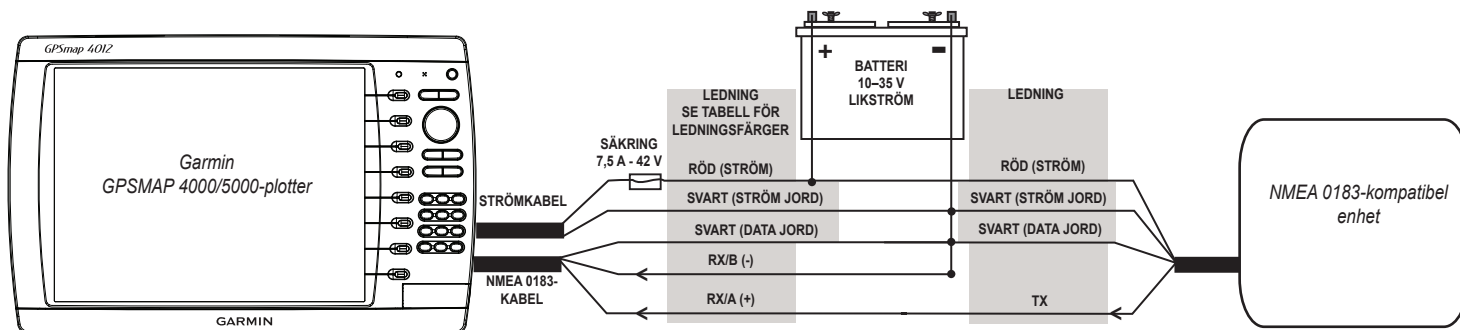 GPSmap 4012
Garmin
GPSMAP 4000/5000-plotter
GARMIN
STRÖMKABEL
NMEA 0183-
KABEL
SÄKRING
7,5 A - 42 V
LEDNING
SE TABELL FÖR
LEDNINGSFÄRGER
RÖD (STRÖM)
SVART (STRÖM JORD)
SVART (DATA JORD)
RX/B (-)
RX/A (+)
+
-
BATTERI
10–35 V
LIKSTRÖM
LEDNING
RÖD (STRÖM)
SVART (STRÖM JORD)
SVART (DATA JORD)
TX
NMEA 0183-kompatibel
enhet